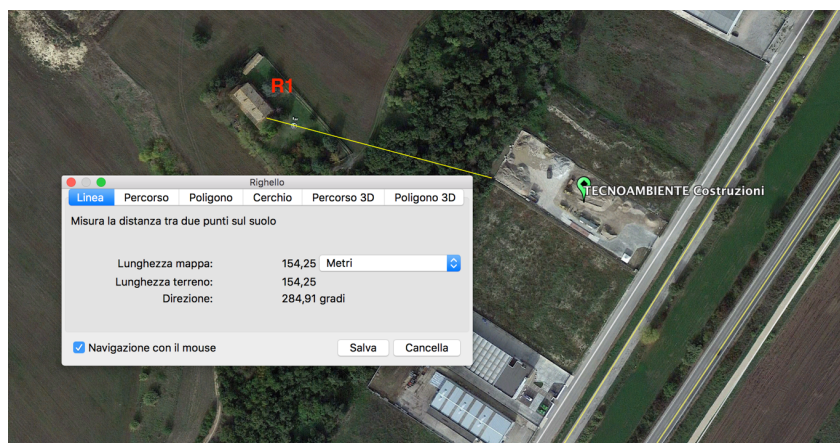 R1
TECNOAMBIENTE Costruzioni
Righello
Linea Percorso Poligono Cerchio Percorso 3D Poligono 3D
Misura la distanza tra due punti sul suolo
Lunghezza mappa: 154,25 Metri
Lunghezza terreno: 154,25
Direzione: 284,91 gradi
Navigazione con il mouse Salva Cancella